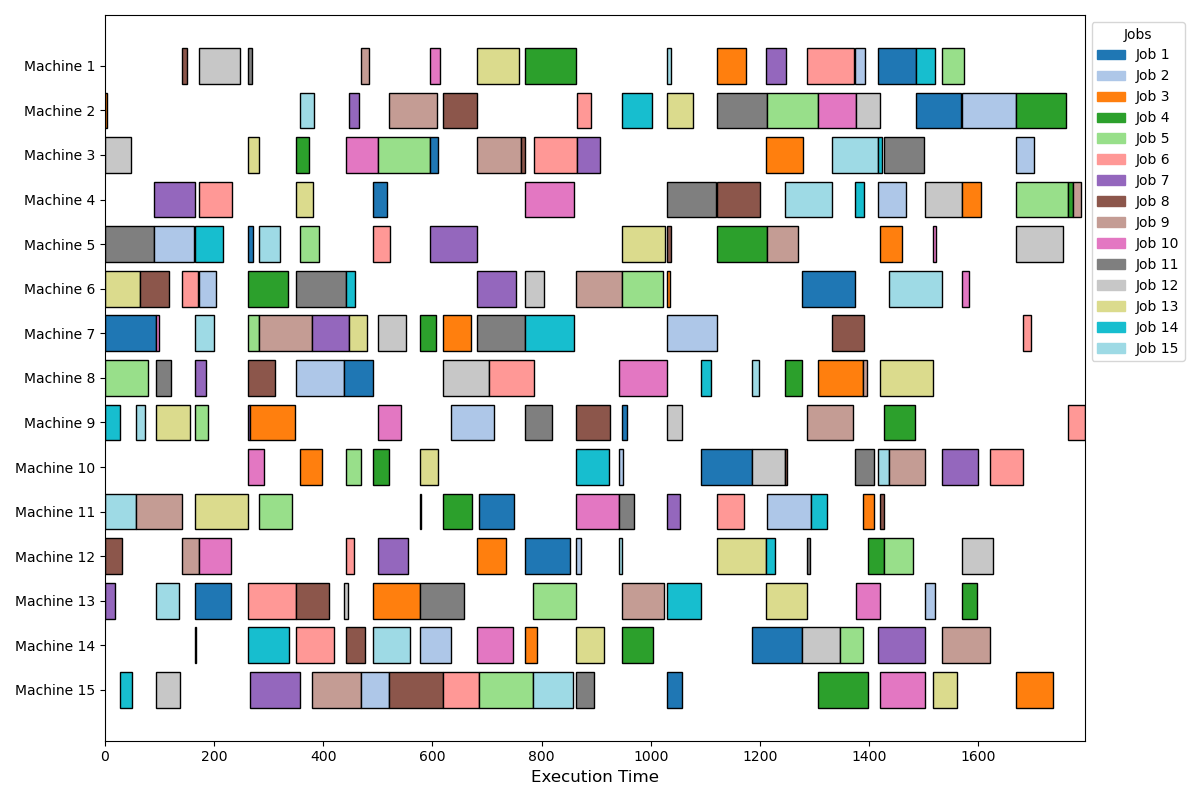 Machine 1
Machine 2
Machine 3
Machine 4
Machine 5
Machine 6
Machine 7
Machine 8
Machine 9
Machine 10
Machine 11
Machine 12
Machine 13
Machine 14
Machine 15
0 200 400 600 800 1000 1200 1400 1600
Execution Time
Jobs
Job 1
Job 2
Job 3
Job 4
Job 5
Job 6
Job 7
Job 8
Job 9
Job 10
Job 11
Job 12
Job 13
Job 14
Job 15